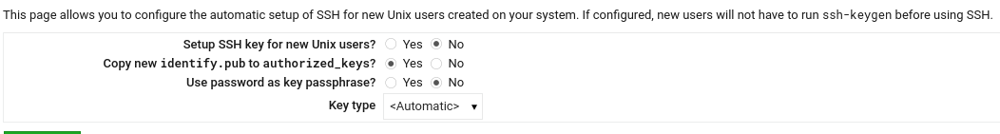 This page allows you to configure the automatic setup of SSH for new Unix users created on your system. If configured, new users will not have to run ssh-keygen before using SSH.
Setup SSH key for new Unix users? Yes No
Copy new identify.pub to authorized_keys? Yes No
Use password as key passphrase? Yes No
Key type <Automatic>